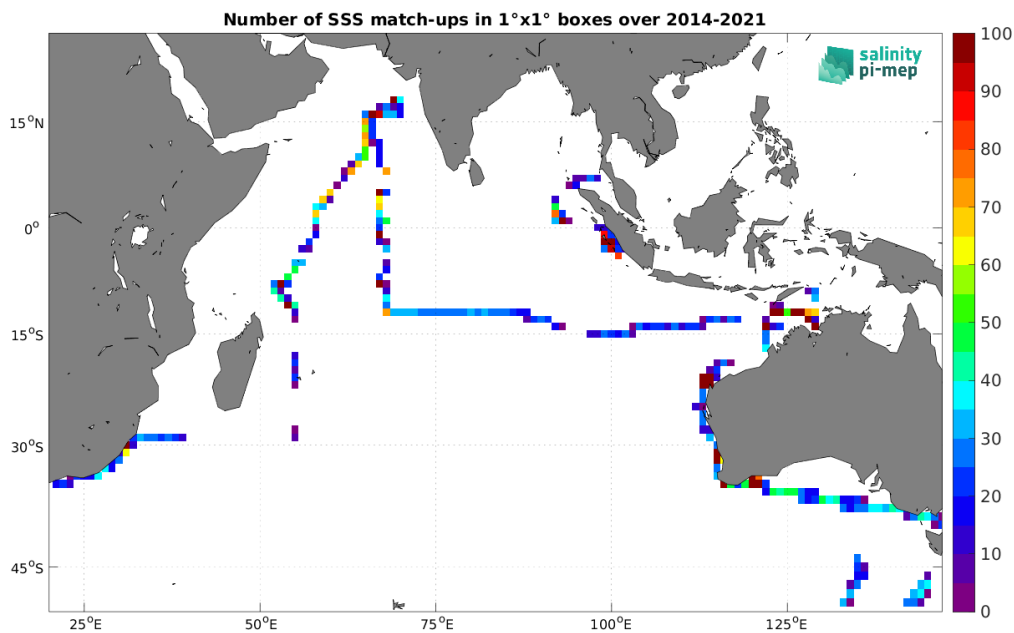 Number of SSS match-ups in 1°x1° boxes over 2014-2021
salinity
pi-mep
100
90
80
70
60
50
40
30
20
10
0
15°N
0°
15°S
30°S
45°S
25°E
50°E
75°E
100°E
125°E